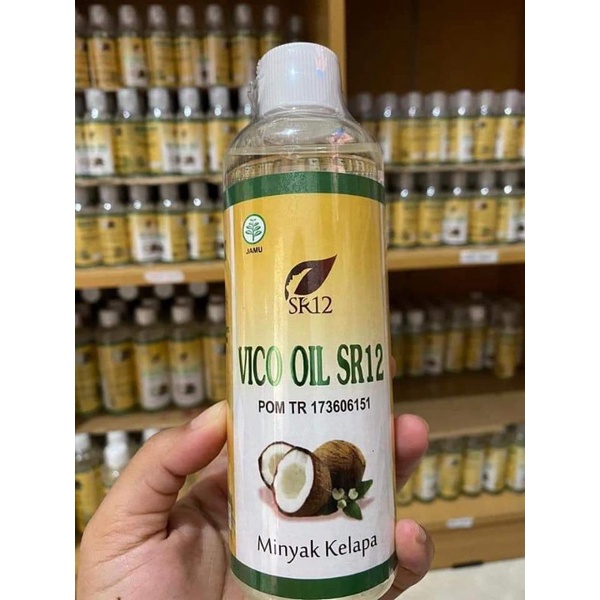 JAMU
SR12
VICO OIL SR12
POM TR 173606151
Minyak Kelapa